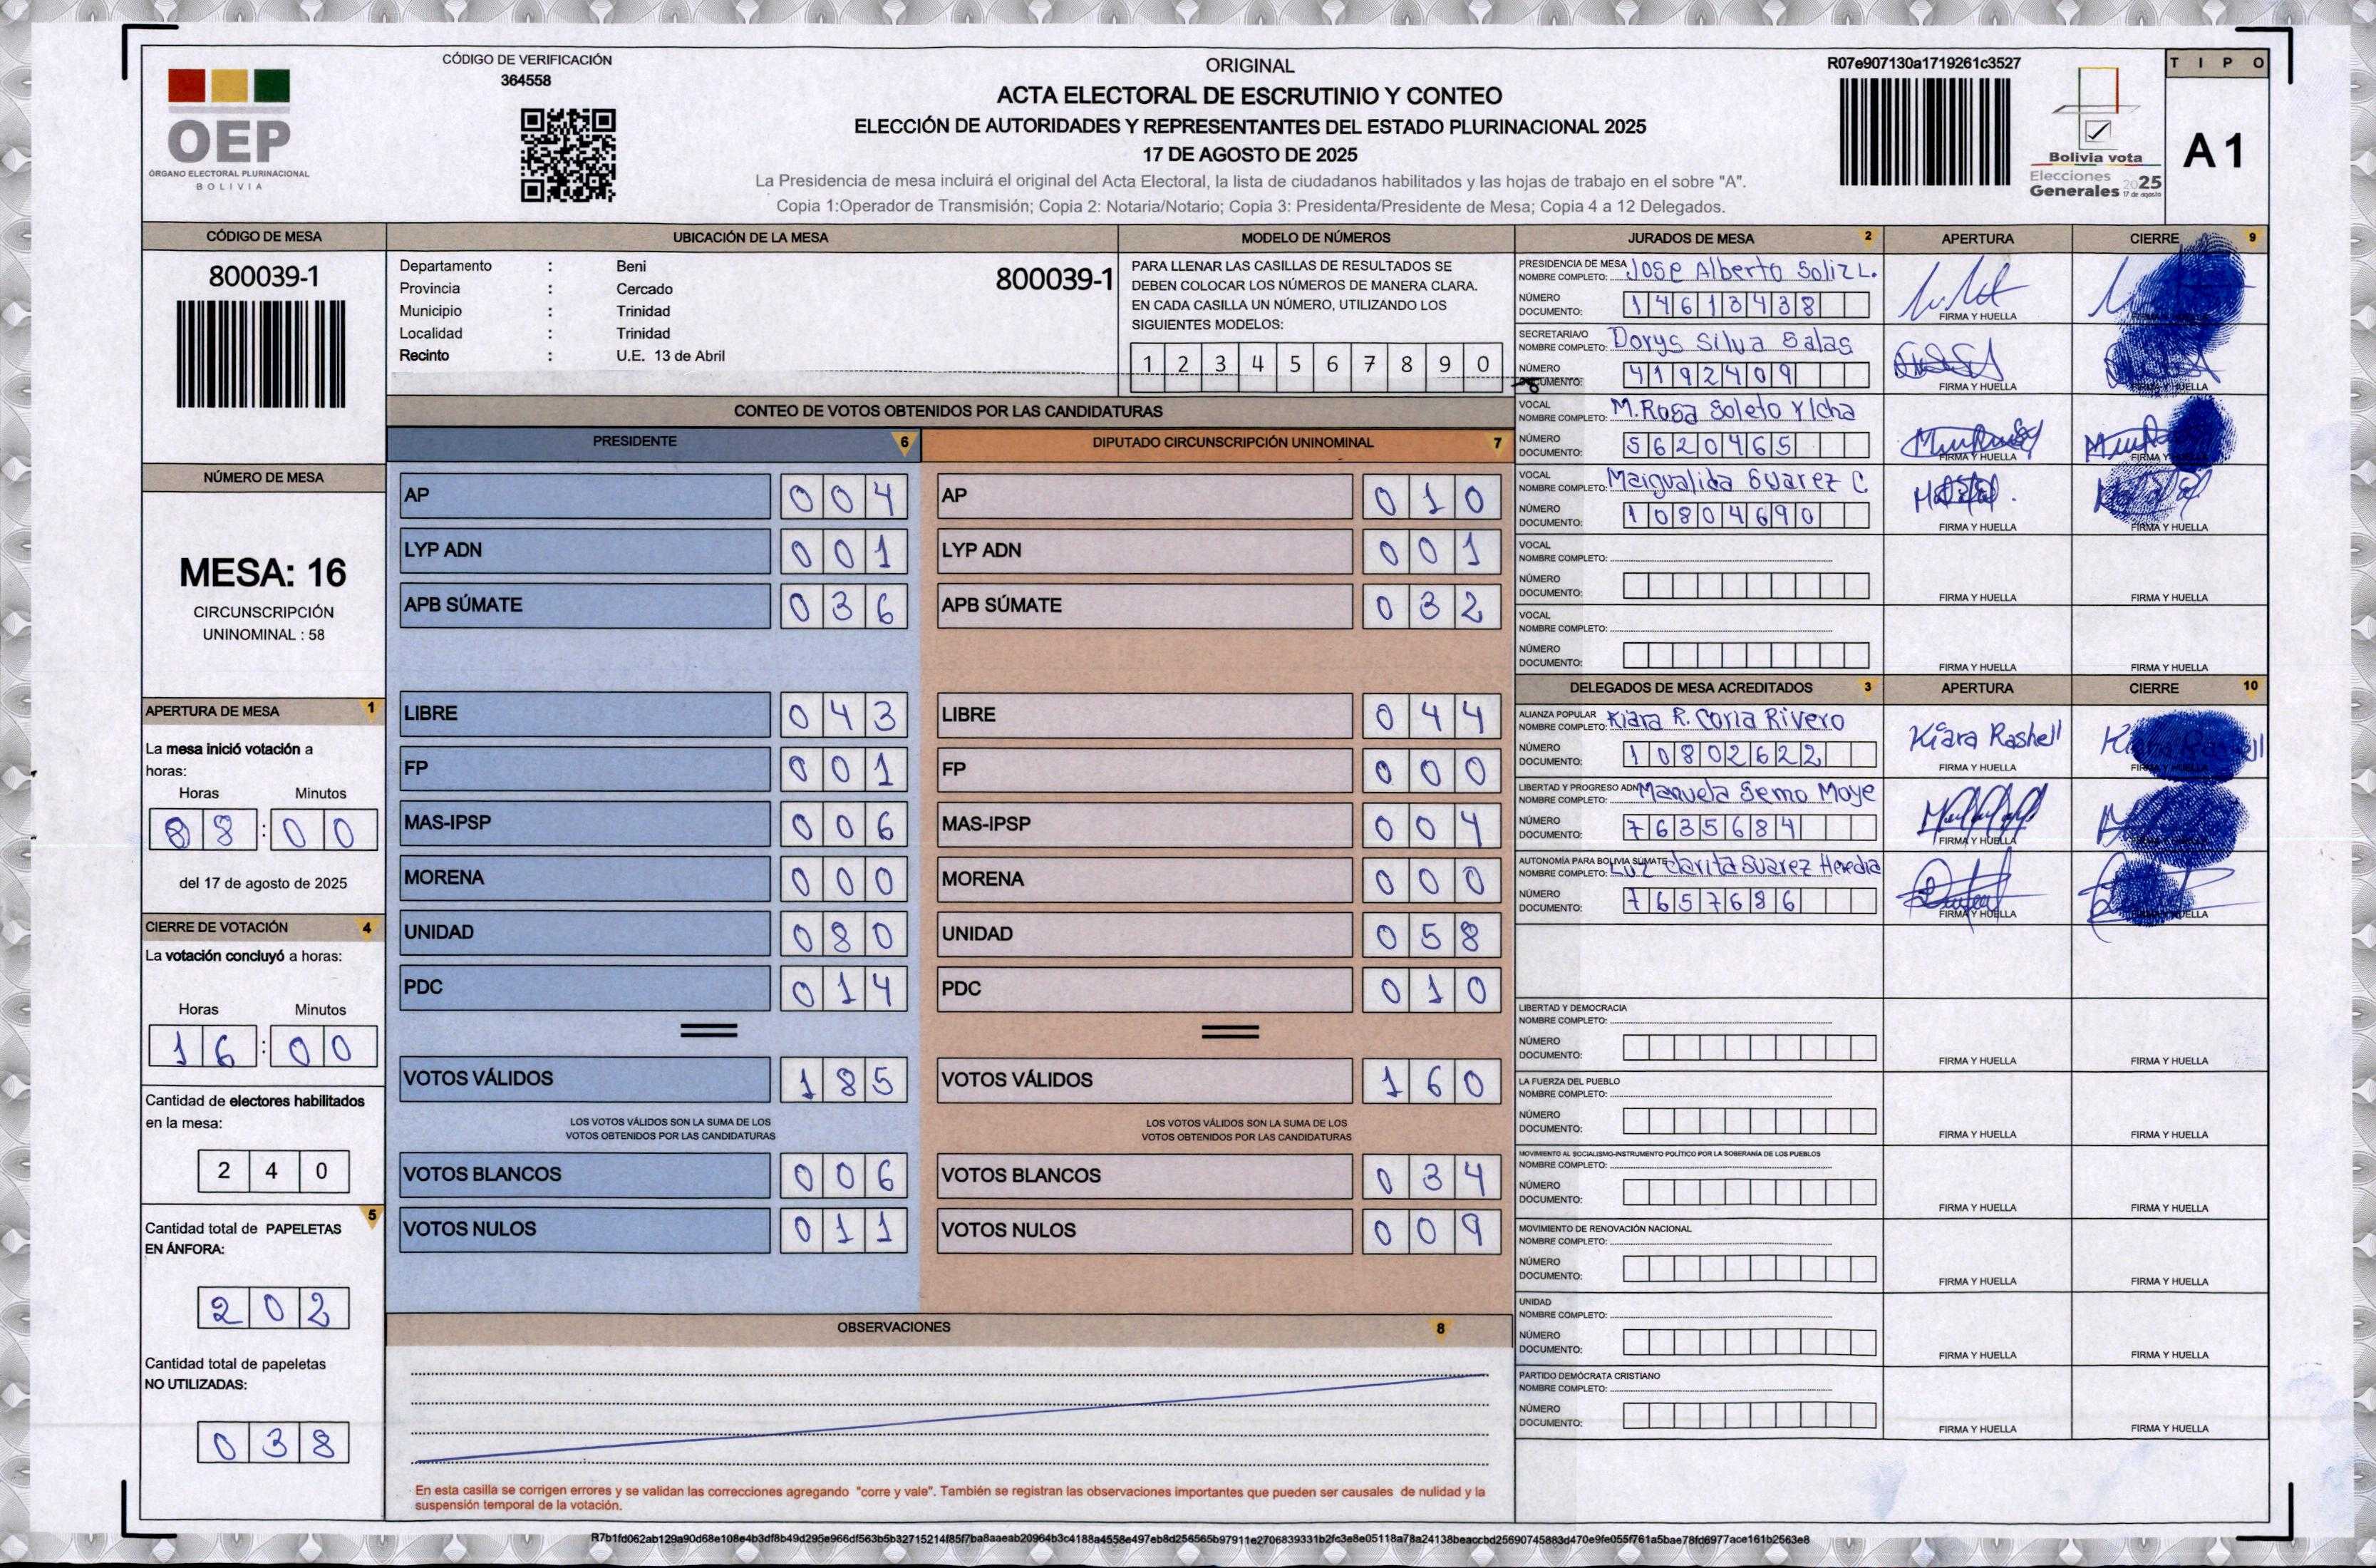 CÓDIGO DE VERIFICACIÓN
364558
OEP
ÓRGANO ELECTORAL PLURINACIONAL
BOLIVIA
ORIGINAL
ACTA ELECTORAL DE ESCRUTINIO Y CONTEO
ELECCIÓN DE AUTORIDADES Y REPRESENTANTES DEL ESTADO PLURINACIONAL 2025
17 DE AGOSTO DE 2025
La Presidencia de mesa incluirá el original del Acta Electoral, la lista de ciudadanos habilitados y las hojas de trabajo en el sobre "A".
Copia 1:Operador de Transmisión; Copia 2: Notaria/Notario; Copia 3: Presidenta/Presidente de Mesa; Copia 4 a 12 Delegados.
R07e907130a1719261c3527
Bolivia vota
Elecciones
Generales 2025
17 de agosto
TIPO
A 1
CÓDIGO DE MESA
800039-1
NÚMERO DE MESA
MESA: 16
CIRCUNSCRIPCIÓN
UNINOMINAL : 58
APERTURA DE MESA 1
La mesa inició votación a
horas:
Horas Minutos
08:00
del 17 de agosto de 2025
CIERRE DE VOTACIÓN 4
La votación concluyó a horas:
Horas Minutos
16:00
Cantidad de electores habilitados
en la mesa:
240
5
Cantidad total de PAPELETAS
EN ÁNFORA:
202
Cantidad total de papeletas
NO UTILIZADAS:
038
UBICACIÓN DE LA MESA
Departamento : Beni
800039-1
Provincia : Cercado
Municipio : Trinidad
Localidad : Trinidad
Recinto : U.E. 13 de Abril
MODELO DE NÚMEROS
PARA LLENAR LAS CASILLAS DE RESULTADOS SE
DEBEN COLOCAR LOS NÚMEROS DE MANERA CLARA.
EN CADA CASILLA UN NÚMERO, UTILIZANDO LOS
SIGUIENTES MODELOS:
1 2 3 4 5 6 7 8 9 0
CONTEO DE VOTOS OBTENIDOS POR LAS CANDIDATURAS
PRESIDENTE 6
AP 004
LYP ADN 001
APB SÚMATE 036
LIBRE 043
FP 001
MAS-IPSP 006
MORENA 000
UNIDAD 080
PDC 014
VOTOS VÁLIDOS 185
LOS VOTOS VÁLIDOS SON LA SUMA DE LOS
VOTOS OBTENIDOS POR LAS CANDIDATURAS
VOTOS BLANCOS 006
VOTOS NULOS 011
DIPUTADO CIRCUNSCRIPCIÓN UNINOMINAL 7
AP 010
LYP ADN 001
APB SÚMATE 032
LIBRE 044
FP 000
MAS-IPSP 004
MORENA 000
UNIDAD 058
PDC 010
VOTOS VÁLIDOS 160
LOS VOTOS VÁLIDOS SON LA SUMA DE LOS
VOTOS OBTENIDOS POR LAS CANDIDATURAS
VOTOS BLANCOS 034
VOTOS NULOS 009
OBSERVACIONES 8
En esta casilla se corrigen errores y se validan las correcciones agregando "corre y vale". También se registran las observaciones importantes que pueden ser causales de nulidad y la
suspensión temporal de la votación.
JURADOS DE MESA 2 APERTURA CIERRE 9
PRESIDENCIA DE MESA
NOMBRE COMPLETO: Jose Alberto Soliz L.
NÚMERO
DOCUMENTO: 14613438
FIRMA Y HUELLA
SECRETARIA/O
NOMBRE COMPLETO: Dorys Silva Salas
NÚMERO
DOCUMENTO: 4192409
FIRMA Y HUELLA FIRMA Y HUELLA
VOCAL
NOMBRE COMPLETO: M. Rosa Soleto Ylcha
NÚMERO
DOCUMENTO: 5620465
FIRMA Y HUELLA
VOCAL
NOMBRE COMPLETO: Maigualida Suarez C
NÚMERO
DOCUMENTO: 10804690
FIRMA Y HUELLA FIRMA Y HUELLA
VOCAL
NOMBRE COMPLETO:
NÚMERO
DOCUMENTO:
FIRMA Y HUELLA FIRMA Y HUELLA
VOCAL
NOMBRE COMPLETO:
NÚMERO
DOCUMENTO:
FIRMA Y HUELLA FIRMA Y HUELLA
DELEGADOS DE MESA ACREDITADOS 3 APERTURA CIERRE 10
ALIANZA POPULAR
NOMBRE COMPLETO: Kiara R. Coria Rivero
NÚMERO
DOCUMENTO: 10802622
Kiara Rashell
FIRMA Y HUELLA
LIBERTAD Y PROGRESO ADN
NOMBRE COMPLETO: Manuela Semo Moye
NÚMERO
DOCUMENTO: 7635684
FIRMA Y HUELLA
AUTONOMÍA PARA BOLIVIA SÚMATE
NOMBRE COMPLETO: Luz Clarita Suarez Heredia
NÚMERO
DOCUMENTO: 7657686
FIRMA Y HUELLA
LIBERTAD Y DEMOCRACIA
NOMBRE COMPLETO:
NÚMERO
DOCUMENTO:
FIRMA Y HUELLA FIRMA Y HUELLA
LA FUERZA DEL PUEBLO
NOMBRE COMPLETO:
NÚMERO
DOCUMENTO:
FIRMA Y HUELLA FIRMA Y HUELLA
MOVIMIENTO AL SOCIALISMO-INSTRUMENTO POLÍTICO POR LA SOBERANÍA DE LOS PUEBLOS
NOMBRE COMPLETO:
NÚMERO
DOCUMENTO:
FIRMA Y HUELLA FIRMA Y HUELLA
MOVIMIENTO DE RENOVACIÓN NACIONAL
NOMBRE COMPLETO:
NÚMERO
DOCUMENTO:
FIRMA Y HUELLA FIRMA Y HUELLA
UNIDAD
NOMBRE COMPLETO:
NÚMERO
DOCUMENTO:
FIRMA Y HUELLA FIRMA Y HUELLA
PARTIDO DEMÓCRATA CRISTIANO
NOMBRE COMPLETO:
NÚMERO
DOCUMENTO:
FIRMA Y HUELLA FIRMA Y HUELLA